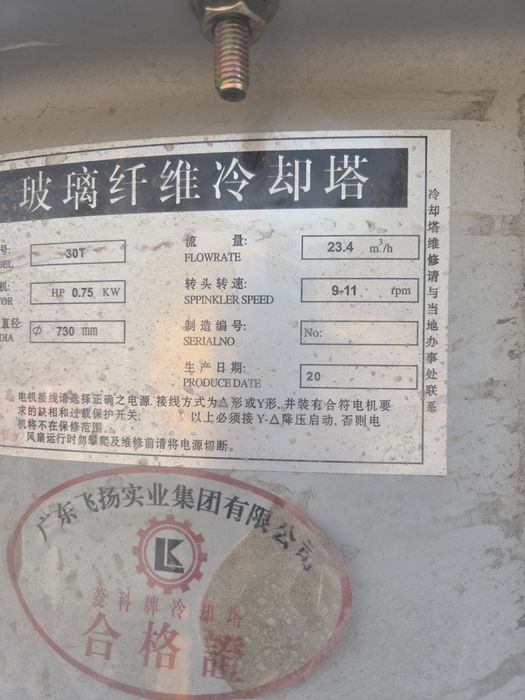 玻璃纤维冷却塔
号: 30T 流 量: 23.4 m³/h
DEL FLOWRATE
机: HP 0.75 KW 转头转速: 9-11 rpm
TOR SPPINKLER SPEED
直径: Φ 730 mm 制造编号: No:
DIA SERIALNO
生产日期: 20
PRODUCE DATE
电机接线请选择正确之电源. 接线方式为△形或Y形, 并装有合符电机要
求的缺相和过载保护开关; 以上必须接 Y-△降压启动, 否则电
机将不在保修范围.
风扇运行时勿攀爬及维修前请将电源切断.
冷却塔维修请与当地办事处联系
广东飞扬实业集团有限公司
LK
菱科牌冷却塔
合格證